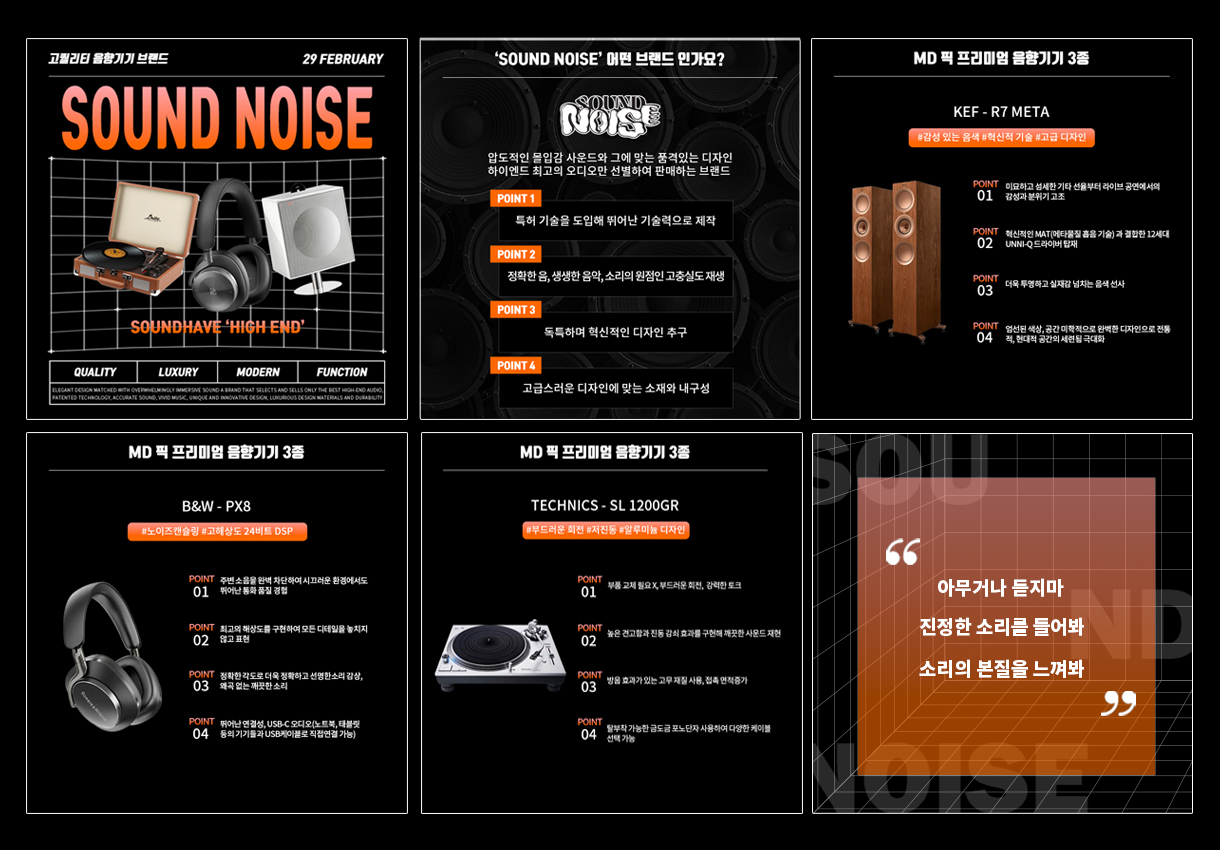 고퀄리티 음향기기 브랜드
29 FEBRUARY
SOUND NOISE
SOUNDHAVE ‘HIGH END’
QUALITY
LUXURY
MODERN
FUNCTION
ELEGANT DESIGN MATCHED WITH OVERWHELMINGLY IMMERSIVE SOUND A BRAND THAT SELECTS AND SELLS ONLY THE BEST HIGH-END AUDIO,
PATENTED TECHNOLOGY, ACCURATE SOUND, VIVID MUSIC, UNIQUE AND INNOVATIVE DESIGN, LUXURIOUS DESIGN MATERIALS AND DURABILITY
‘SOUND NOISE’ 어떤 브랜드 인가요?
SOUND
NOISE
압도적인 몰입감 사운드와 그에 맞는 품격있는 디자인
하이엔드 최고의 오디오만 선별하여 판매하는 브랜드
POINT 1
특허 기술을 도입해 뛰어난 기술력으로 제작
POINT 2
정확한 음, 생생한 음악, 소리의 원점인 고충실도 재생
POINT 3
독특하며 혁신적인 디자인 추구
POINT 4
고급스러운 디자인에 맞는 소재와 내구성
MD 픽 프리미엄 음향기기 3종
KEF - R7 META
#감성 있는 음색 #혁신적 기술 #고급 디자인
POINT
01
미묘하고 섬세한 기타 선율부터 라이브 공연에서의
감성과 분위기 고조
POINT
02
혁신적인 MAT(메타물질 흡음 기술) 과 결합한 12세대
UNNI-Q 드라이버 탑재
POINT
03
더욱 투명하고 실재감 넘치는 음색 선사
POINT
04
엄선된 색상, 공간 미학적으로 완벽한 디자인으로 전통
적, 현대적 공간의 세련됨 극대화
MD 픽 프리미엄 음향기기 3종
B&W - PX8
#노이즈캔슬링 #고해상도 24비트 DSP
POINT
01
주변 소음을 완벽 차단하여 시끄러운 환경에서도
뛰어난 통화 품질 경험
POINT
02
최고의 해상도를 구현하여 모든 디테일을 놓치지
않고 표현
POINT
03
정확한 각도로 더욱 정확하고 선명한소리 감상,
왜곡 없는 깨끗한 소리
POINT
04
뛰어난 연결성, USB-C 오디오(노트북, 태블릿
등의 기기들과 USB케이블로 직접연결 가능)
MD 픽 프리미엄 음향기기 3종
TECHNICS - SL 1200GR
#부드러운 회전 #저진동 #알루미늄 디자인
POINT
01
부품 교체 필요 X, 부드러운 회전, 강력한 토크
POINT
02
높은 견고함과 진동 감쇠 효과를 구현해 깨끗한 사운드 재현
POINT
03
방음 효과가 있는 고무 재질 사용, 접촉 면적증가
POINT
04
탈부착 가능한 금도금 포노단자 사용하여 다양한 케이블
선택 가능
SOU
ND
NOISE
“
아무거나 듣지마
진정한 소리를 들어봐
소리의 본질을 느껴봐
”